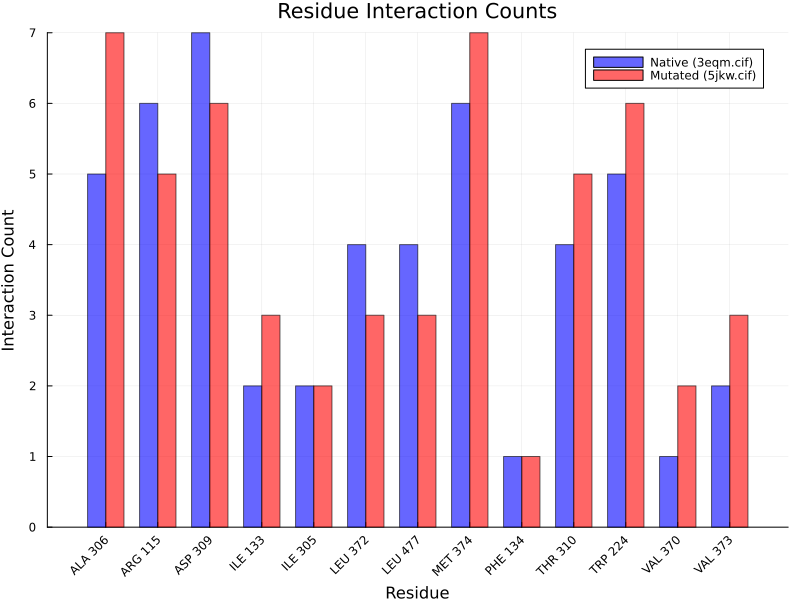 Residue Interaction Counts
Native (3eqm.cif)
Mutated (5jkw.cif)
Interaction Count
7
6
5
4
3
2
1
0
ALA 306
ARG 115
ASP 309
ILE 133
ILE 305
LEU 372
LEU 477
MET 374
PHE 134
THR 310
TRP 224
VAL 370
VAL 373
Residue